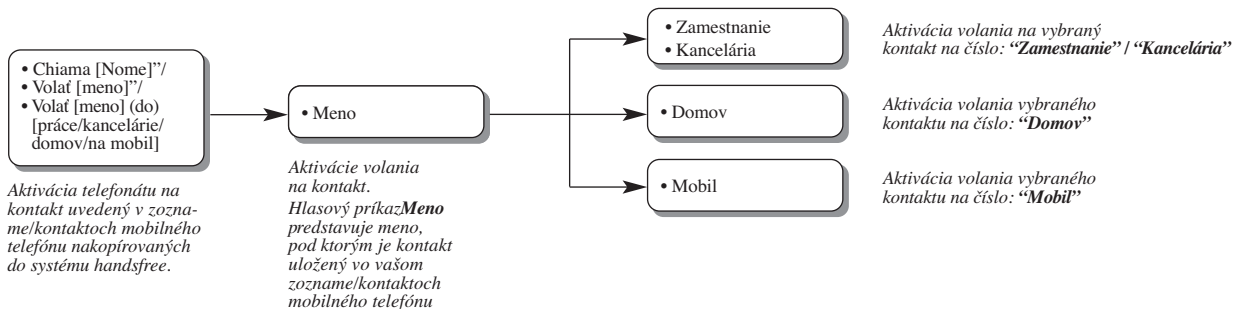 • Chiama [Nome]”/
• Volať [meno]”/
• Volať [meno] (do)
[práce/kancelárie/
domov/na mobil]
Aktivácia telefonátu na
kontakt uvedený v zozna-
me/kontaktoch mobilného
telefónu nakopírovaných
do systému handsfree.
• Meno
Aktivácie volania
na kontakt.
Hlasový príkazMeno
predstavuje meno,
pod ktorým je kontakt
uložený vo vašom
zozname/kontaktoch
mobilného telefónu
• Zamestnanie
• Kancelária
Aktivácia volania na vybraný
kontakt na číslo: “Zamestnanie” / “Kancelária”
• Domov
Aktivácia volania vybraného
kontaktu na číslo: “Domov”
• Mobil
Aktivácia volania vybraného
kontaktu na číslo: “Mobil”